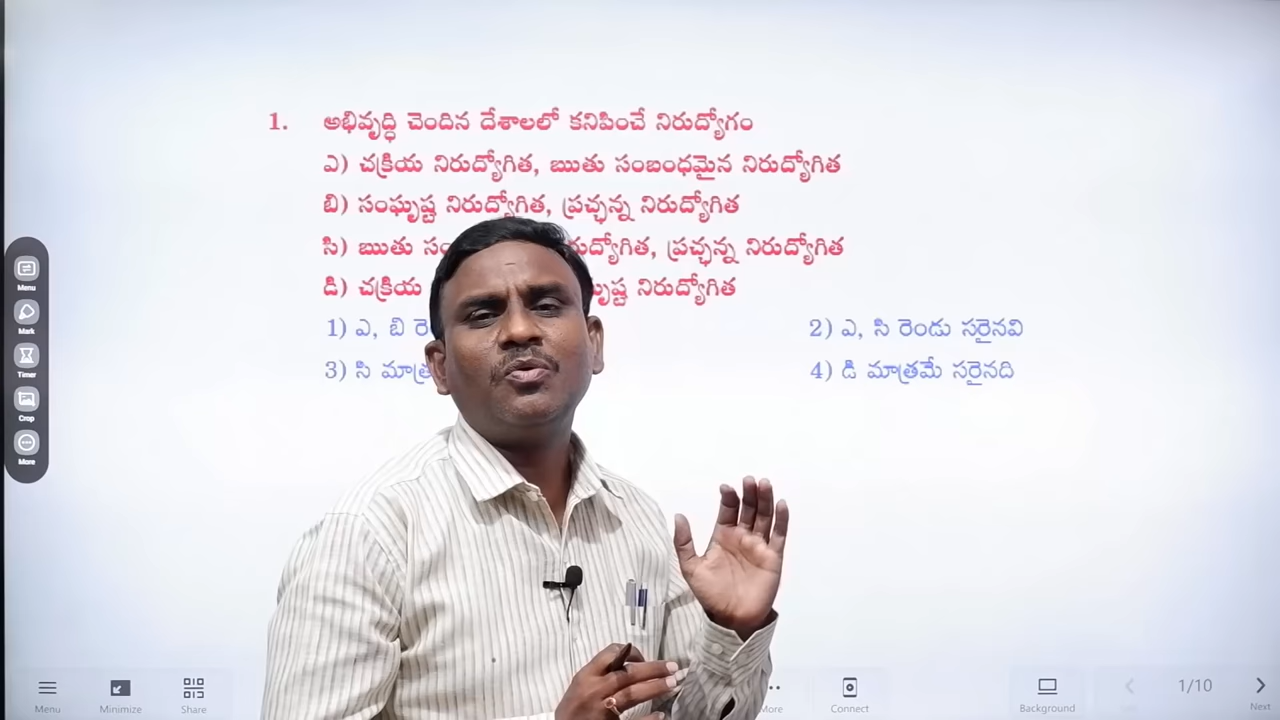 1. అభివృద్ధి చెందిన దేశాలలో కనిపించే నిరుద్యోగం
ఎ) చక్రియ నిరుద్యోగిత, ఋతు సంబంధమైన నిరుద్యోగిత
బి) సంఘృష్ట నిరుద్యోగిత, ప్రచ్ఛన్న నిరుద్యోగిత
సి) ఋతు నిరుద్యోగిత, ప్రచ్ఛన్న నిరుద్యోగిత
డి) చక్రియ నిరుద్యోగిత
1) ఎ, బి 2) ఎ, సి రెండు సరైనవి
3) సి 4) డి మాత్రమే సరైనది
Menu
Mark
Timer
Crop
More
Menu Minimize Share More Connect Background 1/10 Next